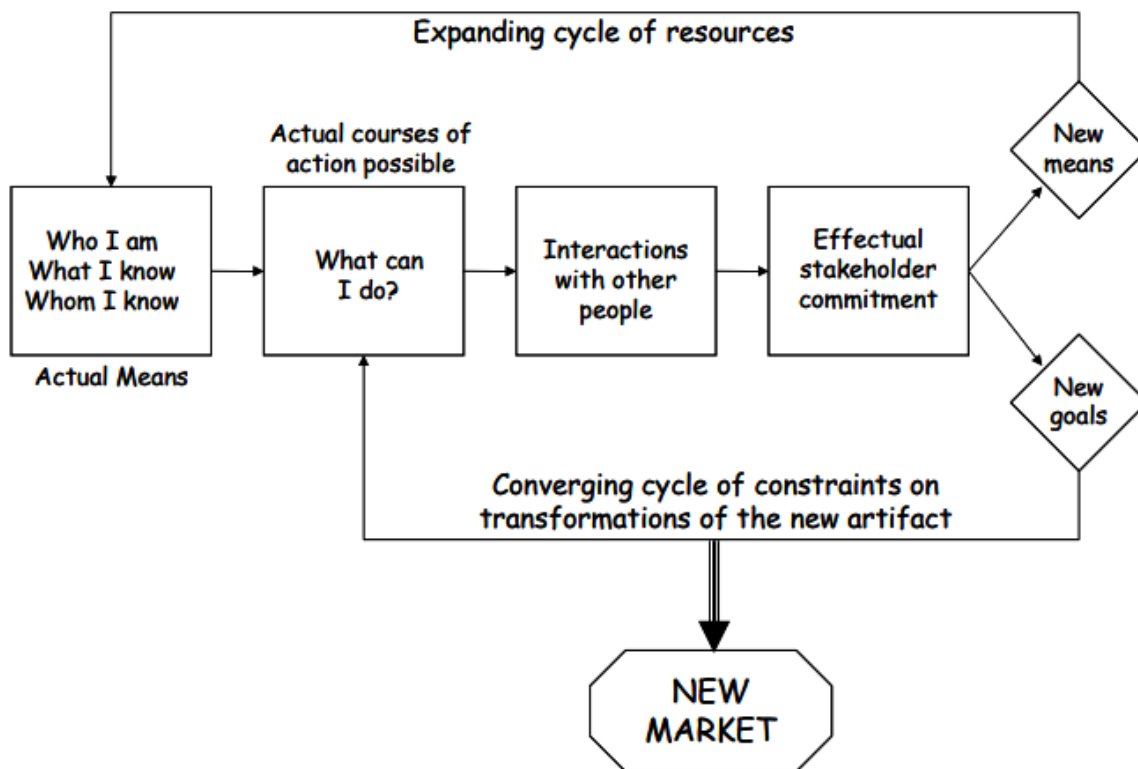 Expanding cycle of resources
Actual courses of
action possible
New
means
Who I am
What I know
Whom I know
What can
I do?
Interactions
with other
people
Effectual
stakeholder
commitment
Actual Means
New
goals
Converging cycle of constraints on
transformations of the new artifact
NEW
MARKET